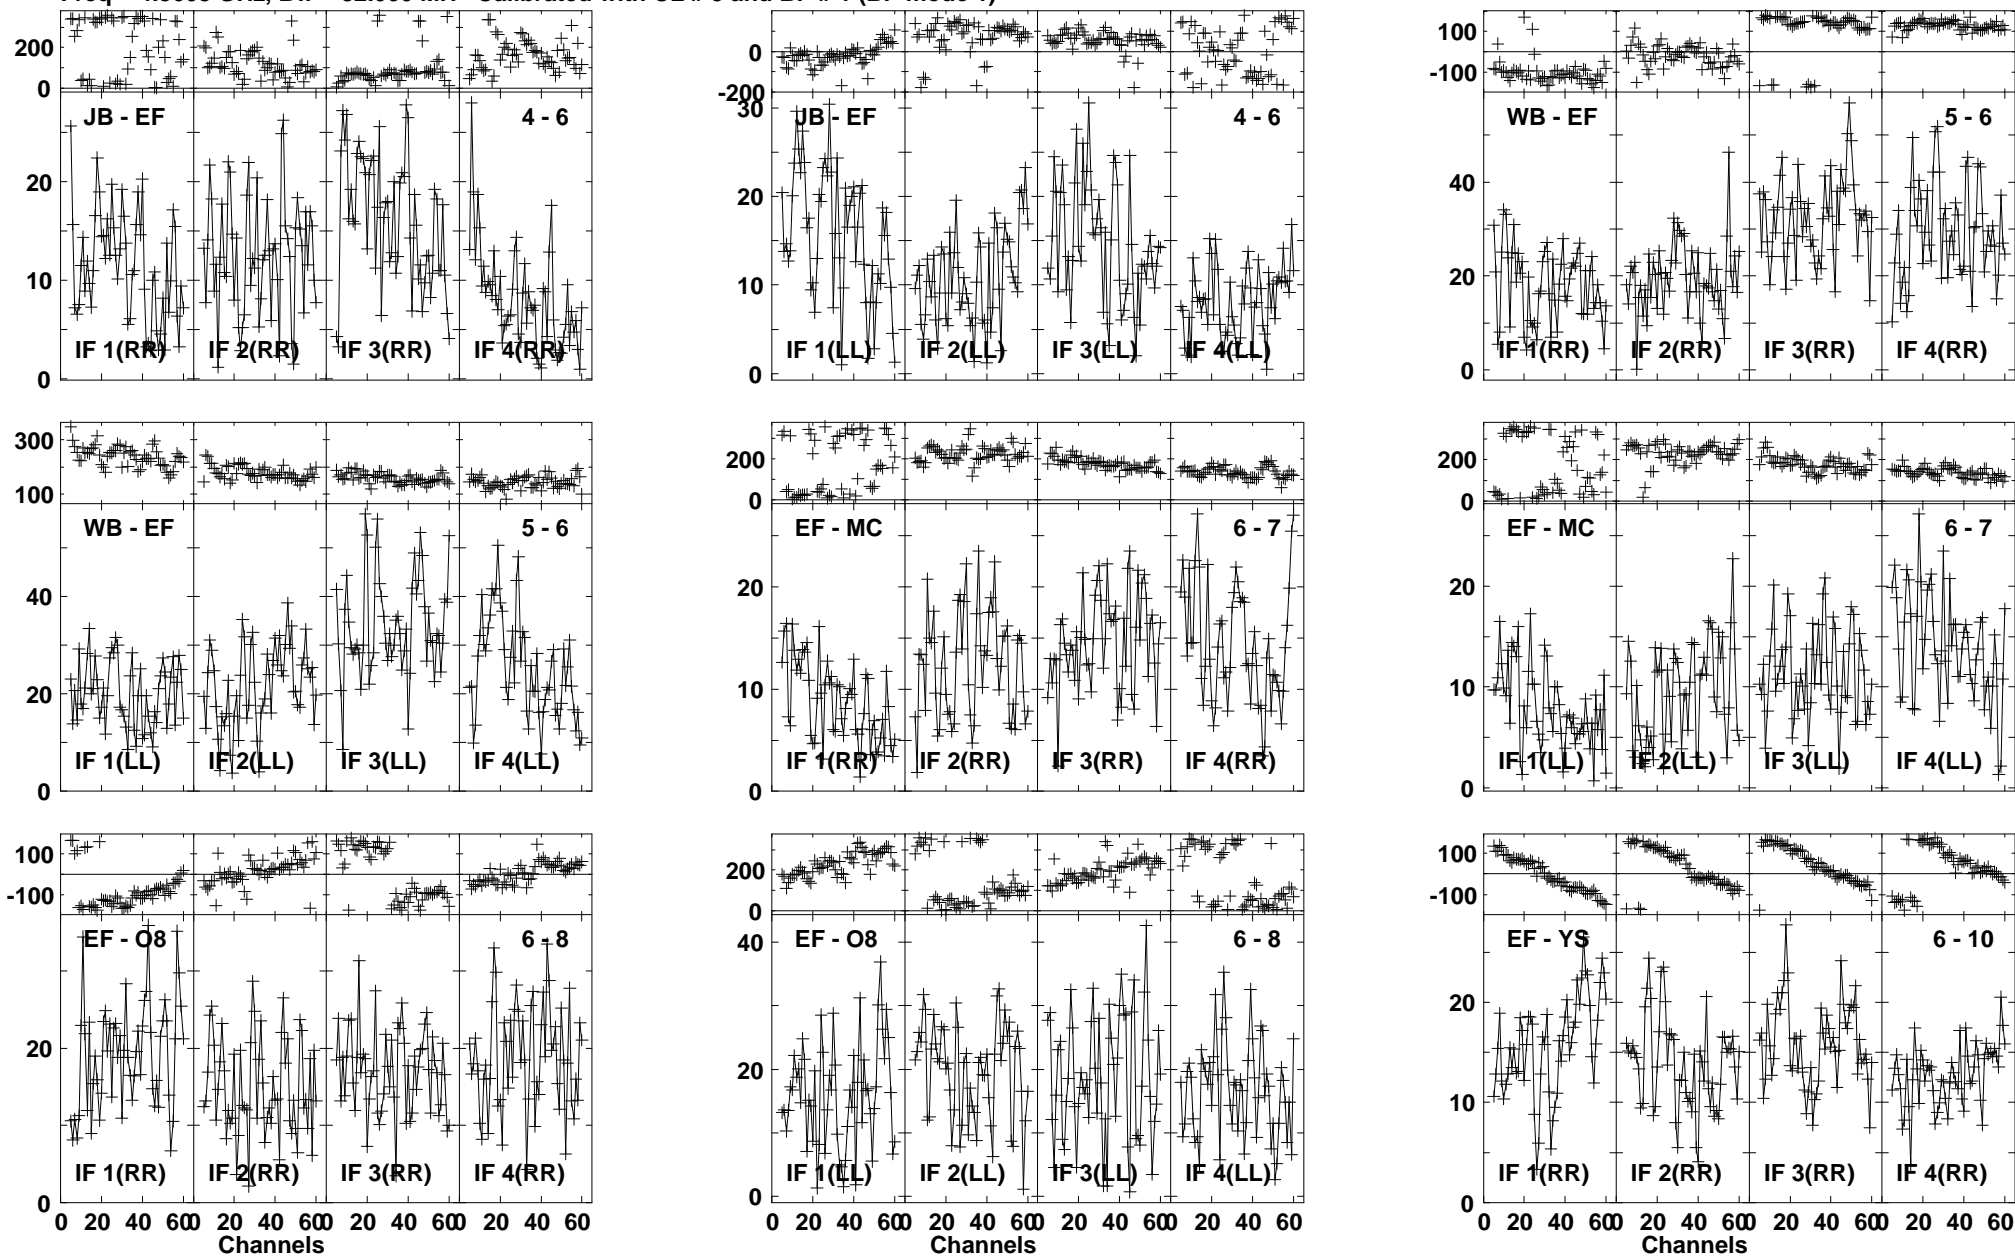 200
0
JB - EF
4 - 6
20
10
0
IF 1(RR)
IF 2(RR)
IF 3(RR)
IF 4(RR)
0
-200
30
JB - EF
4 - 6
20
10
0
IF 1(LL)
IF 2(LL)
IF 3(LL)
IF 4(LL)
100
-100
WB - EF
5 - 6
40
20
0
IF 1(RR)
IF 2(RR)
IF 3(RR)
IF 4(RR)
300
100
WB - EF
5 - 6
40
20
0
IF 1(LL)
IF 2(LL)
IF 3(LL)
IF 4(LL)
200
0
EF - MC
6 - 7
20
10
0
IF 1(RR)
IF 2(RR)
IF 3(RR)
IF 4(RR)
200
0
EF - MC
6 - 7
20
10
0
IF 1(LL)
IF 2(LL)
IF 3(LL)
IF 4(LL)
100
-100
EF - O8
6 - 8
20
0
IF 1(RR)
IF 2(RR)
IF 3(RR)
IF 4(RR)
0 20 40 60 0 20 40 60 0 20 40 60 0 20 40 60
Channels
200
0
EF - O8
6 - 8
40
20
0
IF 1(LL)
IF 2(LL)
IF 3(LL)
IF 4(LL)
0 20 40 60 0 20 40 60 0 20 40 60 0 20 40 60
Channels
100
-100
EF - YS
6 - 10
20
10
0
IF 1(RR)
IF 2(RR)
IF 3(RR)
IF 4(RR)
0 20 40 60 0 20 40 60 0 20 40 60 0 20 40 60
Channels